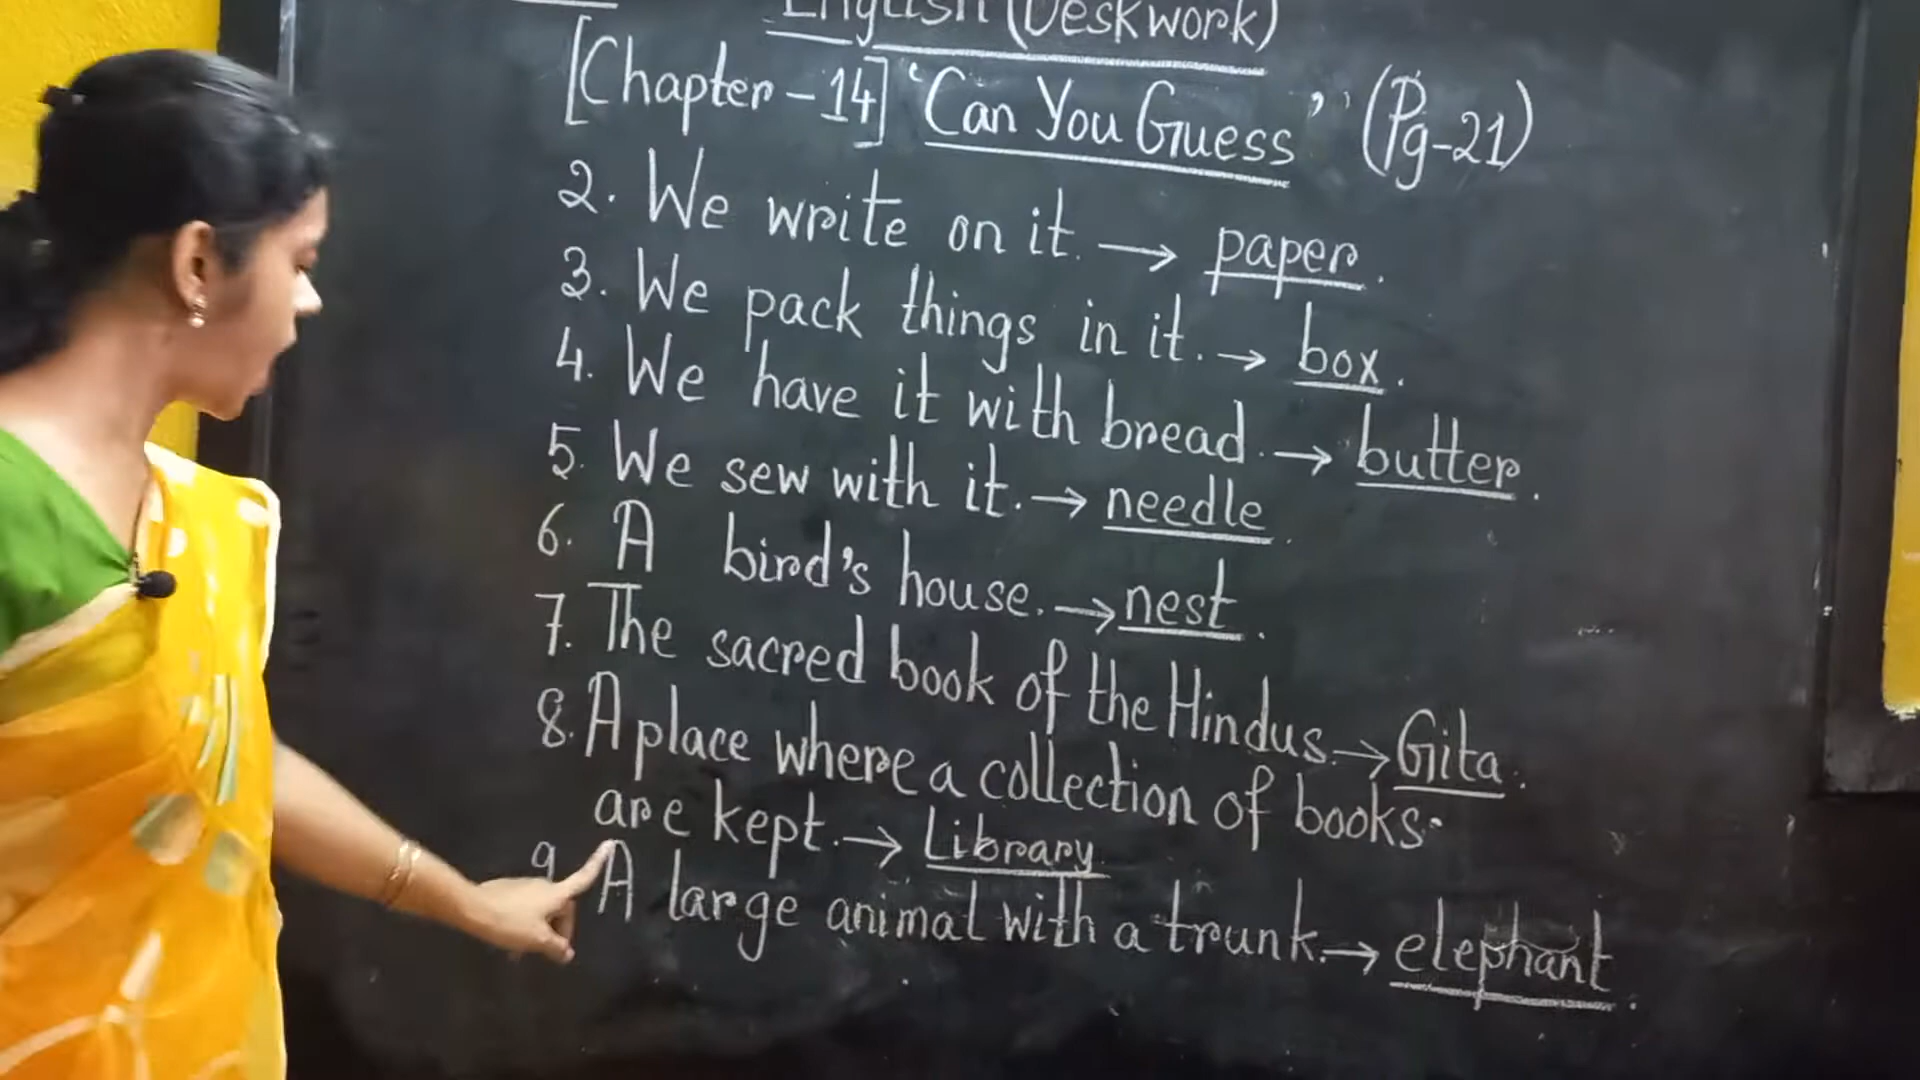 English (Deskwork)
[Chapter - 14] 'Can You Guess' (Pg-21)
2. We write on it. → paper.
3. We pack things in it. → box.
4. We have it with bread. → butter.
5. We sew with it. → needle.
6. A bird's house. → nest.
7. The sacred book of the Hindus. → Gita.
8. A place where a collection of books
are kept. → Library.
9. A large animal with a trunk. → elephant.